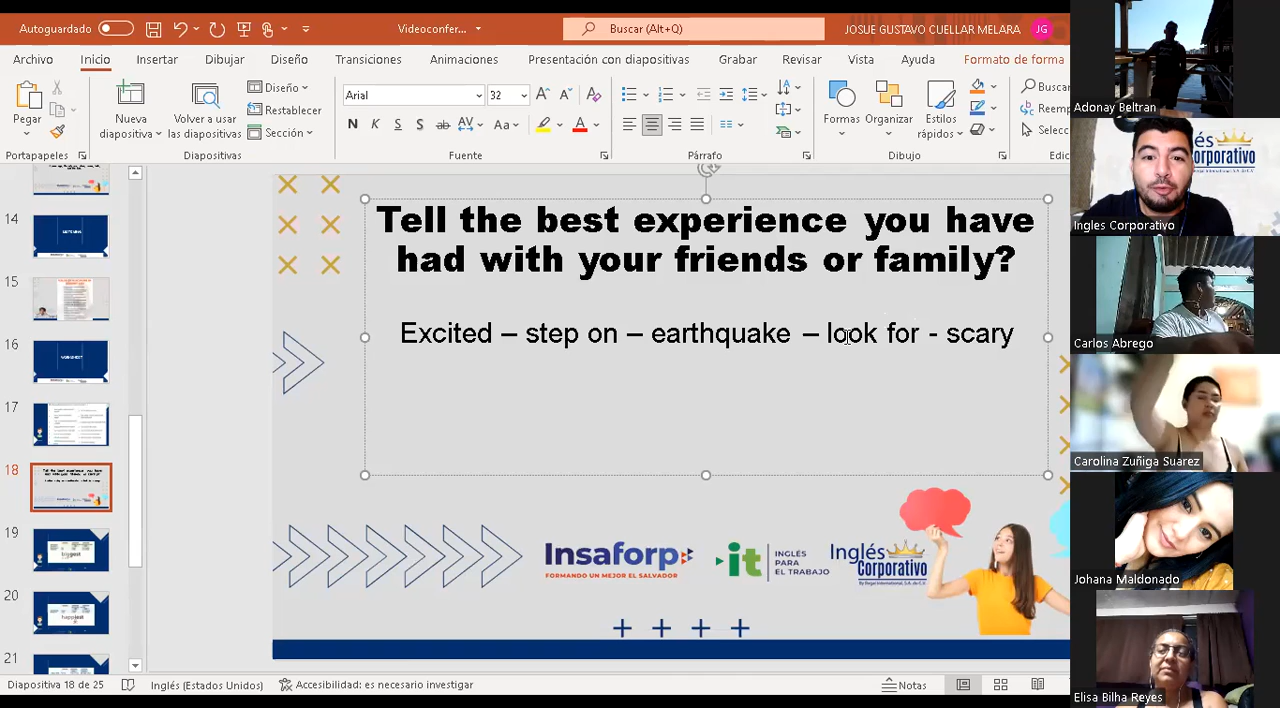 Autoguardado
Videoconfer...
Buscar (Alt+Q)
JOSUE GUSTAVO CUELLAR MELARA
JG
Archivo
Inicio
Insertar
Dibujar
Diseño
Transiciones
Presentación con diapositivas
Grabar
Revisar
Vista
Ayuda
Formato de forma
Pegar
Portapapeles
Nueva
diapositiva
Volver a usar
las diapositivas
Diseño
Restablecer
Sección
Diapositivas
Arial
32
N
K
S
S
ab
AV
Aa
A
Fuente
Párrafo
Formas
Organizar
Estilos
rápidos
Dibujo
14
15
16
17
18
19
20
21
Tell the best experience you have
had with your friends or family?
Excited – step on – earthquake – look for - scary
Insaforp
FORMANDO UN MEJOR EL SALVADOR
it
INGLÉS
PARA
EL TRABAJO
Inglés
Corporativo
Diapositiva 18 de 25
Inglés (Estados Unidos)
Accesibilidad: es necesario investigar
Notas
Adonay Beltran
Corporativo
Ingles Corporativo
Carlos Abrego
Carolina Zuñiga Suarez
Johana Maldonado
Elisa Bilha Reyes